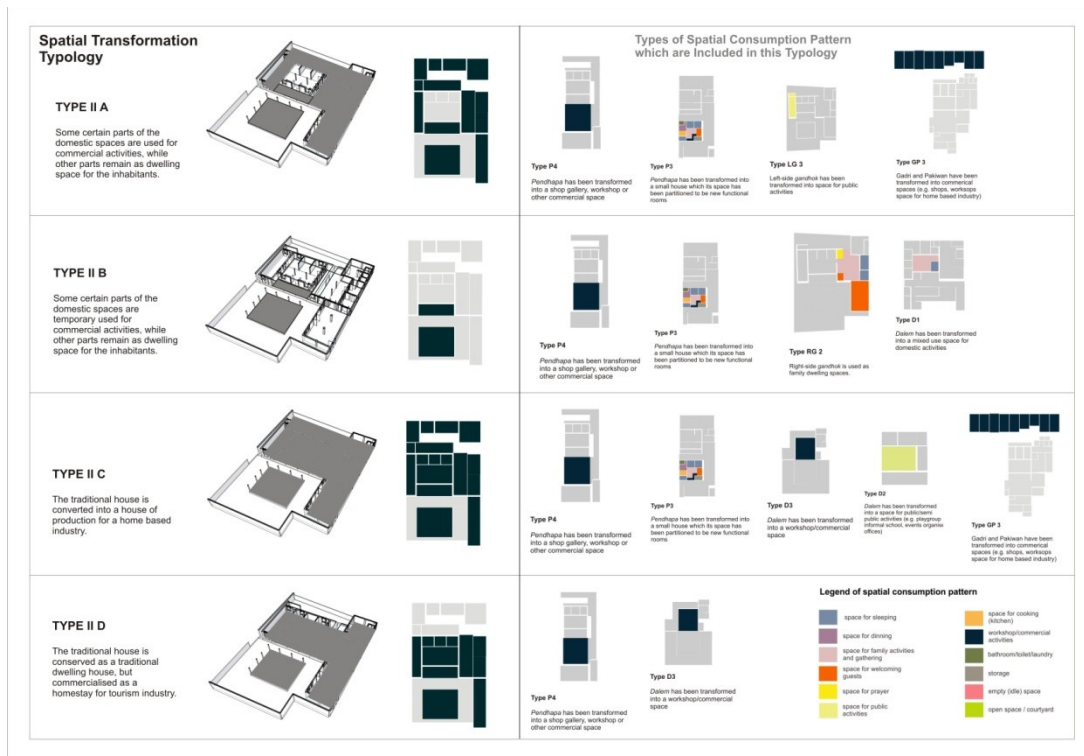 Spatial Transformation
Typology
Types of Spatial Consumption Pattern
which are Included in this Typology
TYPE II A
Some certain parts of the
domestic spaces are used for
commercial activities, while
other parts remain as dwelling
space for the inhabitants.
Type P4
Pendhapa has been transformed
into a shop gallery, workshop or
other commercial space
Type P3
Pendhapa has been transformed into
a small house which its space has
been partitioned to be new functional
rooms
Type LG 3
Left-side gandhok has been
transformed into space for public
activities
Type GP 3
Gadri and Pakiwan have been
transformed into commerical
spaces (e.g. shops, worksops
space for home based industry)
TYPE II B
Some certain parts of the
domestic spaces are
temporary used for
commercial activities, while
other parts remain as dwelling
space for the inhabitants.
Type P4
Pendhapa has been transformed
into a shop gallery, workshop or
other commercial space
Type P3
Pendhapa has been transformed into
a small house which its space has
been partitioned to be new functional
rooms
Type RG 2
Right-side gandhok is used as
family dwelling spaces.
Type D1
Dalem has been transformed
into a mixed use space for
domestic activities
TYPE II C
The traditional house is
converted into a house of
production for a home based
industry.
Type P4
Pendhapa has been transformed
into a shop gallery, workshop or
other commercial space
Type P3
Pendhapa has been transformed into
a small house which its space has
been partitioned to be new functional
rooms
Type D3
Dalem has been transformed
into a workshop/commercial
space
Type D2
Dalem has been transformed
into a space for public/semi
public activities (e.g. playgroup
informal school, events organise
offices)
Type GP 3
Gadri and Pakiwan have been
transformed into commerical
spaces (e.g. shops, worksops
space for home based industry)
TYPE II D
The traditional house is
conserved as a traditional
dwelling house, but
commercialised as a
homestay for tourism industry.
Type P4
Pendhapa has been transformed
into a shop gallery, workshop or
other commercial space
Type D3
Dalem has been transformed
into a workshop/commercial
space
Legend of spatial consumption pattern
space for sleeping
space for dinning
space for family activities
and gathering
space for welcoming
guests
space for prayer
space for public
activities
space for cooking
(kitchen)
workshop/commercial
activities
bathroom/toilet/laundry
storage
empty (idle) space
open space / courtyard